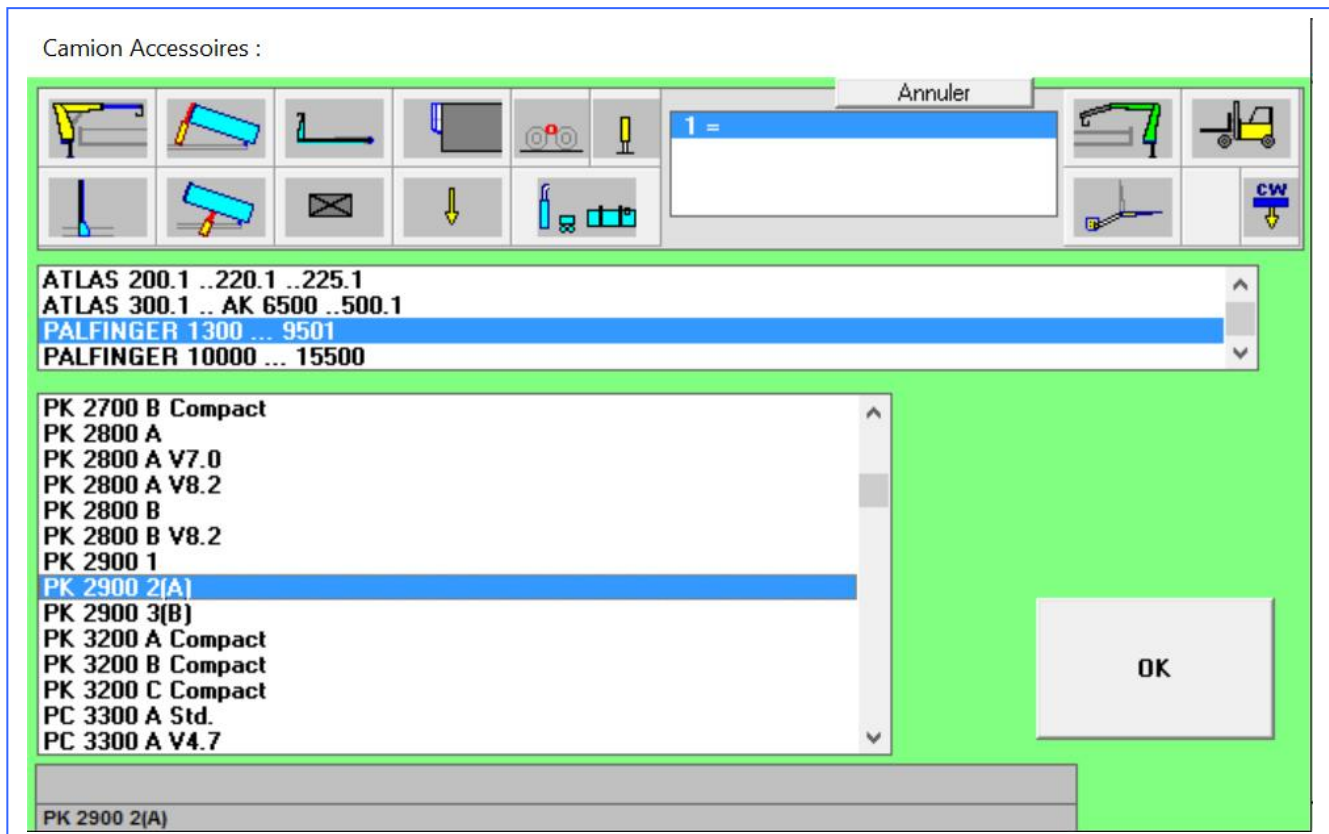 Camion Accessoires :
Annuler
1 =
CW
ATLAS 200.1 ..220.1 ..225.1
ATLAS 300.1 .. AK 6500 ..500.1
PALFINGER 1300 ... 9501
PALFINGER 10000 ... 15500
PK 2700 B Compact
PK 2800 A
PK 2800 A V7.0
PK 2800 A V8.2
PK 2800 B
PK 2800 B V8.2
PK 2900 1
PK 2900 2(A)
PK 2900 3(B)
PK 3200 A Compact
PK 3200 B Compact
PK 3200 C Compact
PC 3300 A Std.
PC 3300 A V4.7
OK
PK 2900 2(A)